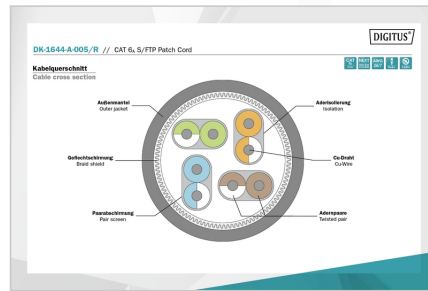 DIGITUS®
DK-1644-A-005/R // CAT 6A S/FTP Patch Cord
Kabelquerschnitt
Cable cross section
Außenmantel
Outer jacket
Aderisolierung
Isolation
Geflechtschirmung
Braid shield
Cu-Draht
Cu-Wire
Paarabschirmung
Pair screen
Adernpaare
Twisted pair